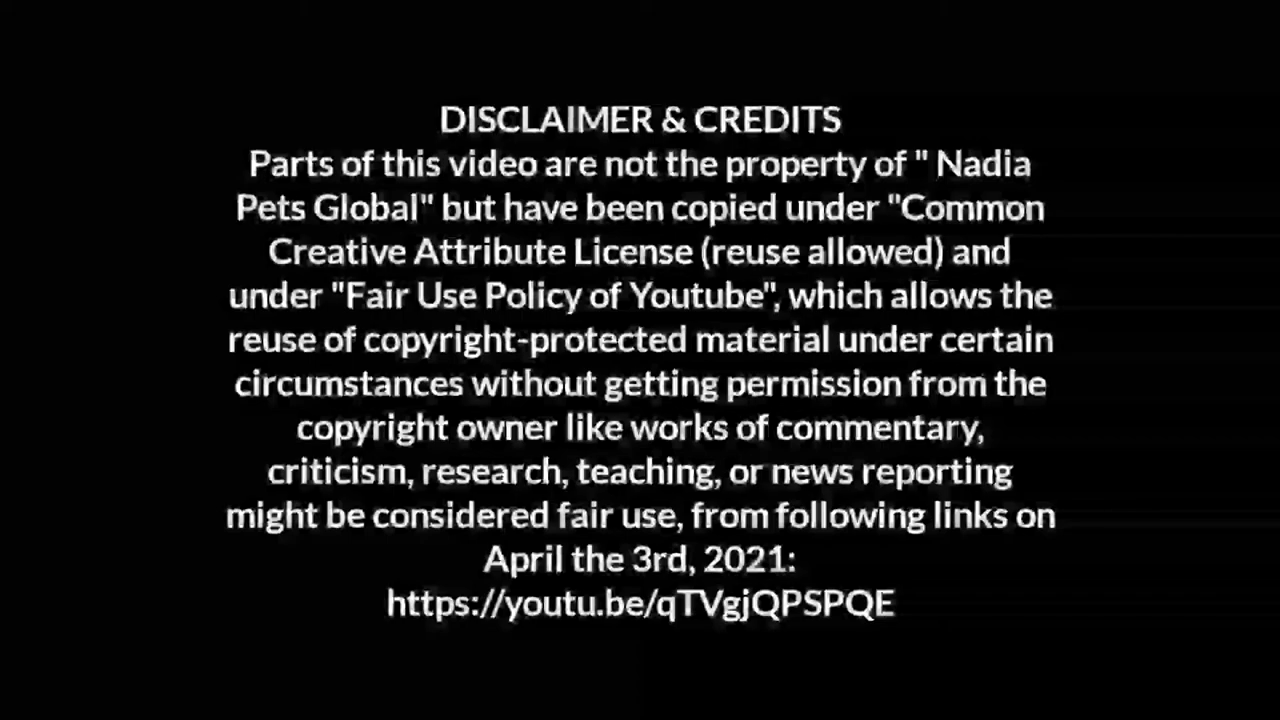 DISCLAIMER & CREDITS
Parts of this video are not the property of " Nadia
Pets Global" but have been copied under "Common
Creative Attribute License (reuse allowed) and
under "Fair Use Policy of Youtube", which allows the
reuse of copyright-protected material under certain
circumstances without getting permission from the
copyright owner like works of commentary,
criticism, research, teaching, or news reporting
might be considered fair use, from following links on
April the 3rd, 2021:
https://youtu.be/qTVgjQPSPQE